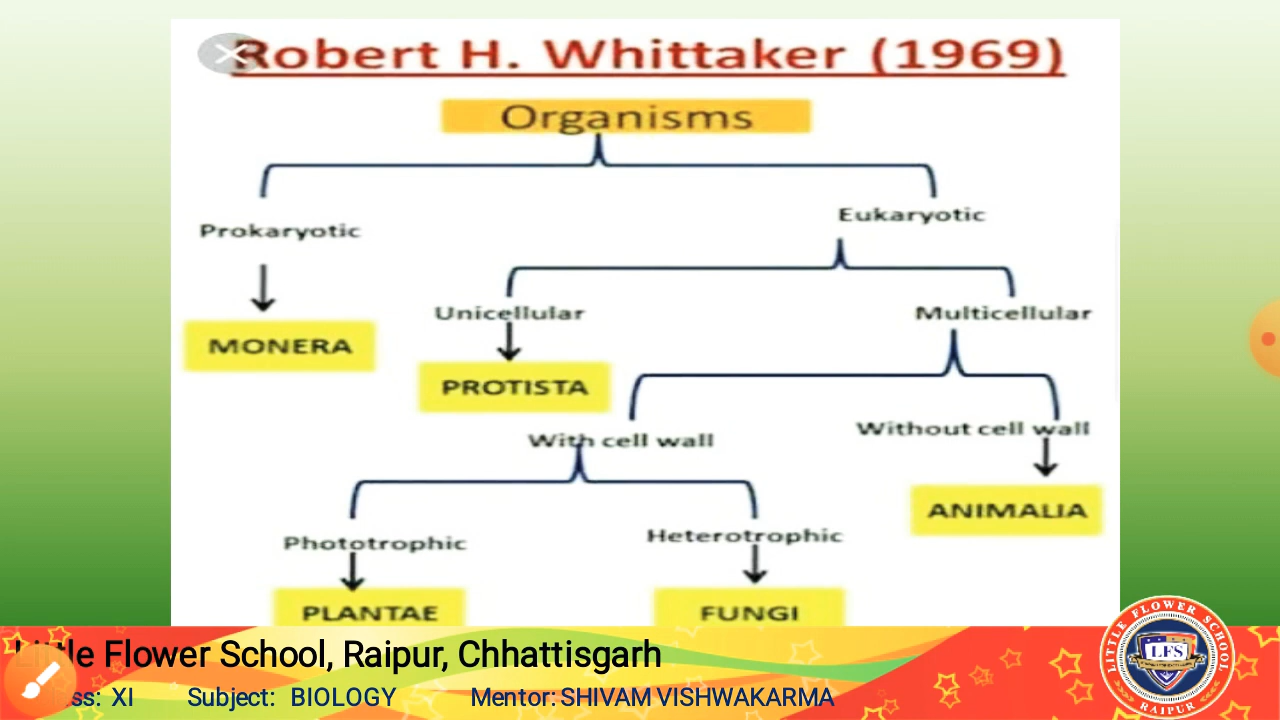 Robert H. Whittaker (1969)
Organisms
Prokaryotic
Eukaryotic
MONERA
Unicellular
Multicellular
PROTISTA
With cell wall
Without cell wall
ANIMALIA
Phototrophic
Heterotrophic
PLANTAE
FUNGI
Little Flower School, Raipur, Chhattisgarh
ss: XI Subject: BIOLOGY Mentor: SHIVAM VISHWAKARMA
LITTLE FLOWER SCHOOL
LFS
RAIPUR